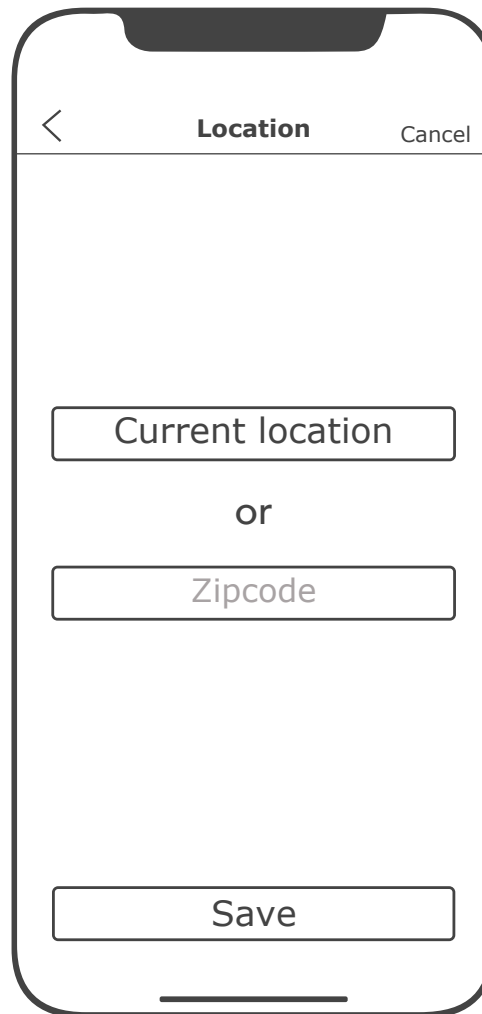 Location
Cancel
Current location
or
Zipcode
Save